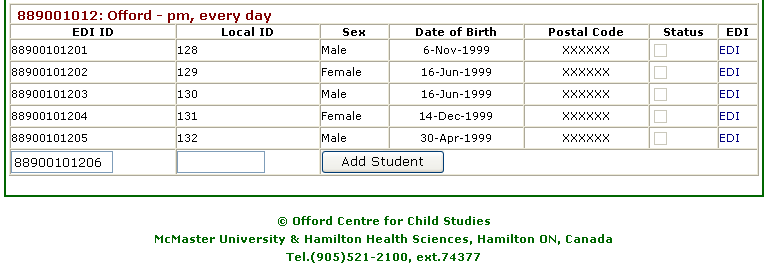 889001012: Offord - pm, every day
EDI ID Local ID Sex Date of Birth Postal Code Status EDI
88900101201 128 Male 6-Nov-1999 XXXXXX EDI
88900101202 129 Female 16-Jun-1999 XXXXXX EDI
88900101203 130 Male 16-Jun-1999 XXXXXX EDI
88900101204 131 Female 14-Dec-1999 XXXXXX EDI
88900101205 132 Male 30-Apr-1999 XXXXXX EDI
88900101206 Add Student
© Offord Centre for Child Studies
McMaster University & Hamilton Health Sciences, Hamilton ON, Canada
Tel.(905)521-2100, ext.74377